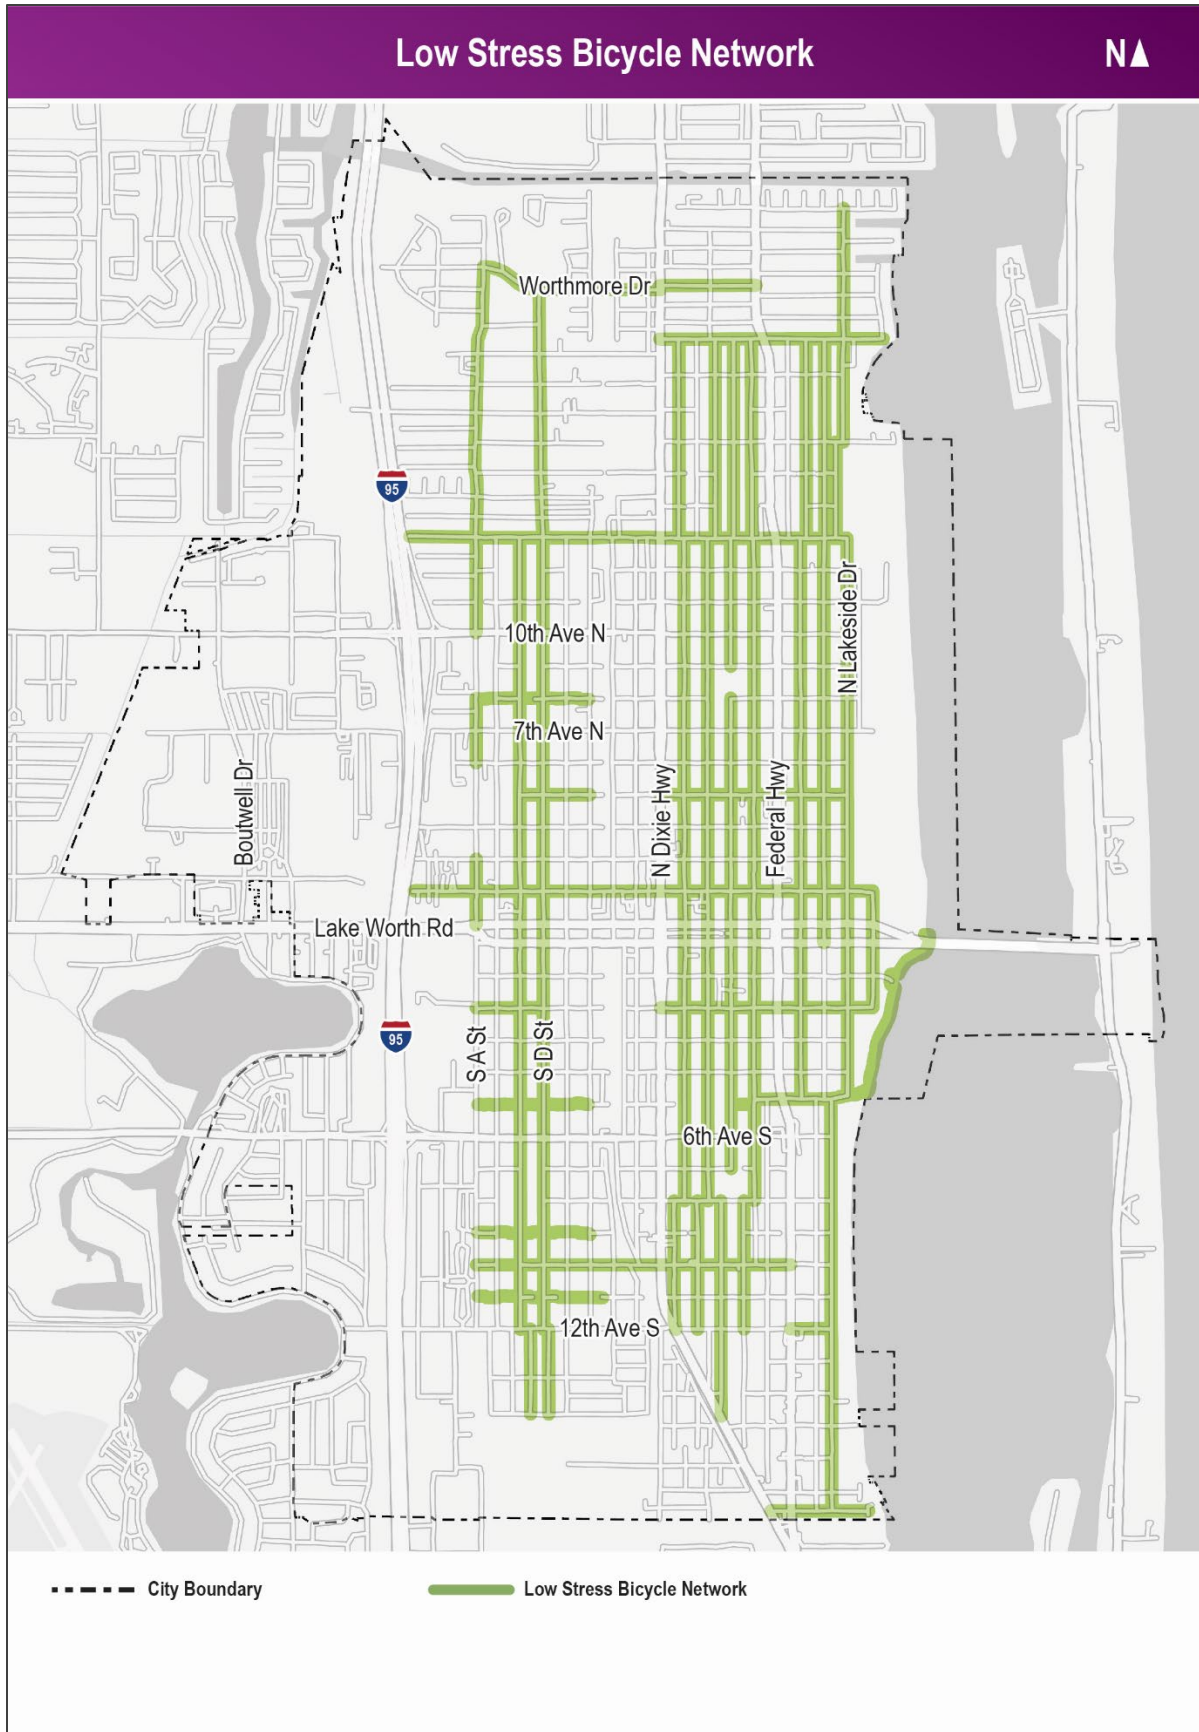 Low Stress Bicycle Network
N
Worthmore Dr
95
N Lakeside Dr
10th Ave N
7th Ave N
Boutwell Dr
N Dixie Hwy
Federal Hwy
Lake Worth Rd
95
S A St
S D St
6th Ave S
12th Ave S
City Boundary
Low Stress Bicycle Network